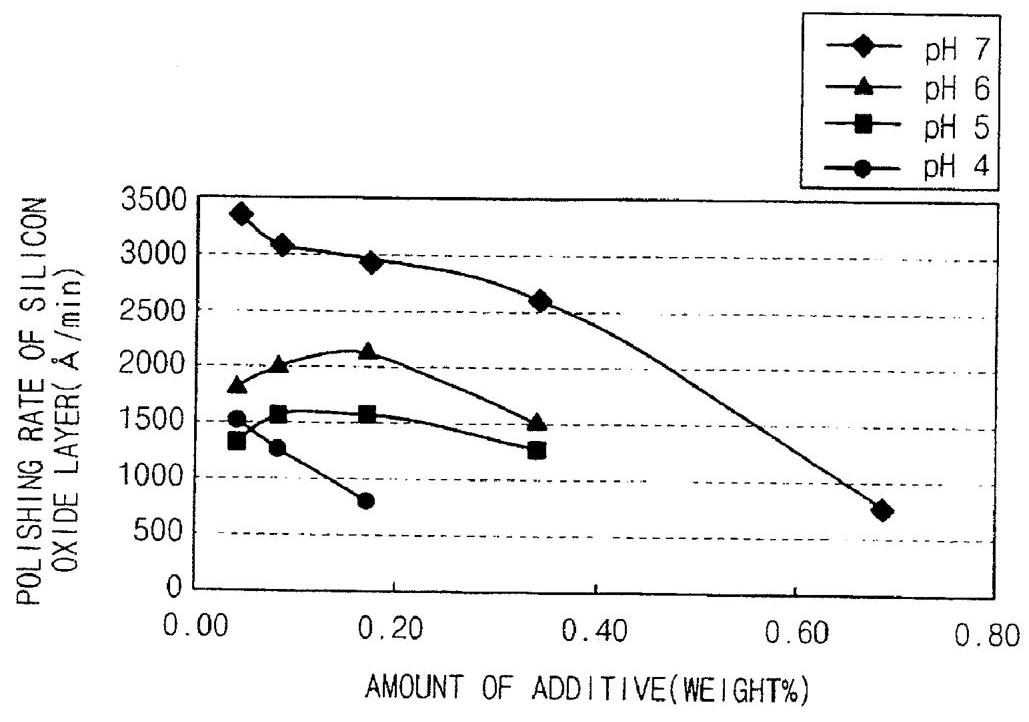 pH 7
pH 6
pH 5
pH 4
POLISHING RATE OF SILICON
OXIDE LAYER(Å/min)
3500
3000
2500
2000
1500
1000
500
0
0.00 0.20 0.40 0.60 0.80
AMOUNT OF ADDITIVE(WEIGHT%)